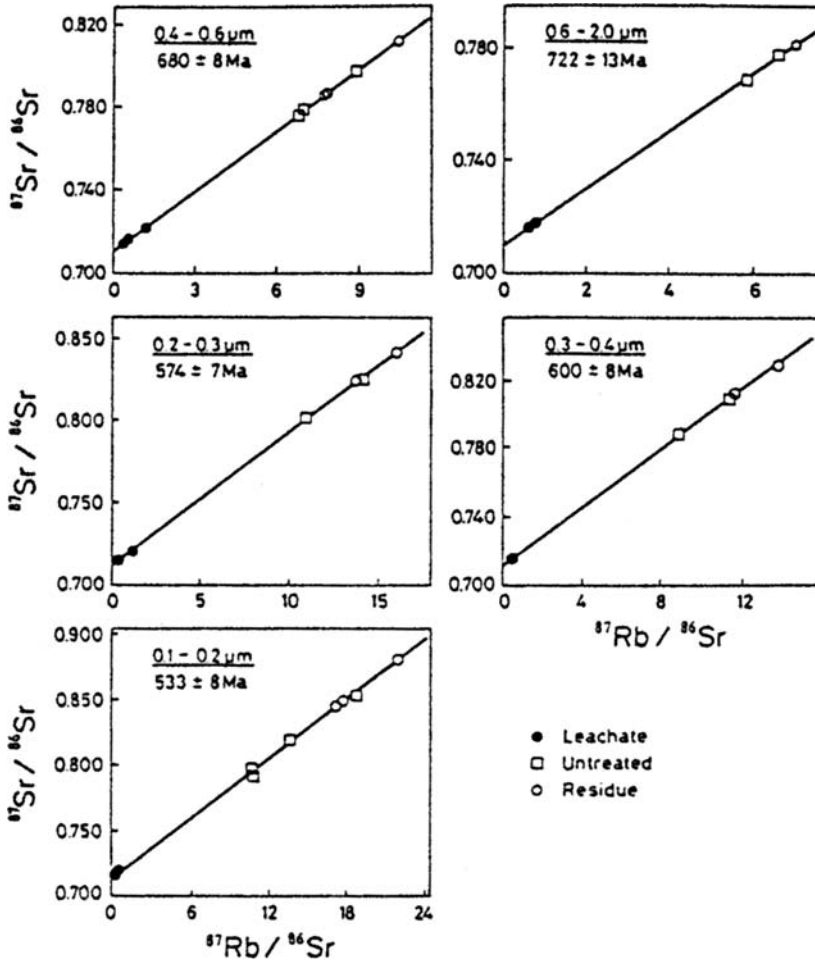 0.4 - 0.6 µm
680 ± 8 Ma
⁸⁷Sr / ⁸⁶Sr
0.820
0.780
0.740
0.700
0 3 6 9
0.6 - 2.0 µm
722 ± 13 Ma
0.780
0.740
0.700
0 2 4 6
0.2 - 0.3 µm
574 ± 7 Ma
⁸⁷Sr / ⁸⁶Sr
0.850
0.800
0.750
0.700
0 5 10 15
0.3 - 0.4 µm
600 ± 8 Ma
0.820
0.780
0.740
0.700
0 4 8 12
⁸⁷Rb / ⁸⁶Sr
0.1 - 0.2 µm
533 ± 8 Ma
⁸⁷Sr / ⁸⁶Sr
0.900
0.850
0.800
0.750
0.700
0 6 12 18 24
⁸⁷Rb / ⁸⁶Sr
Leachate
Untreated
Residue